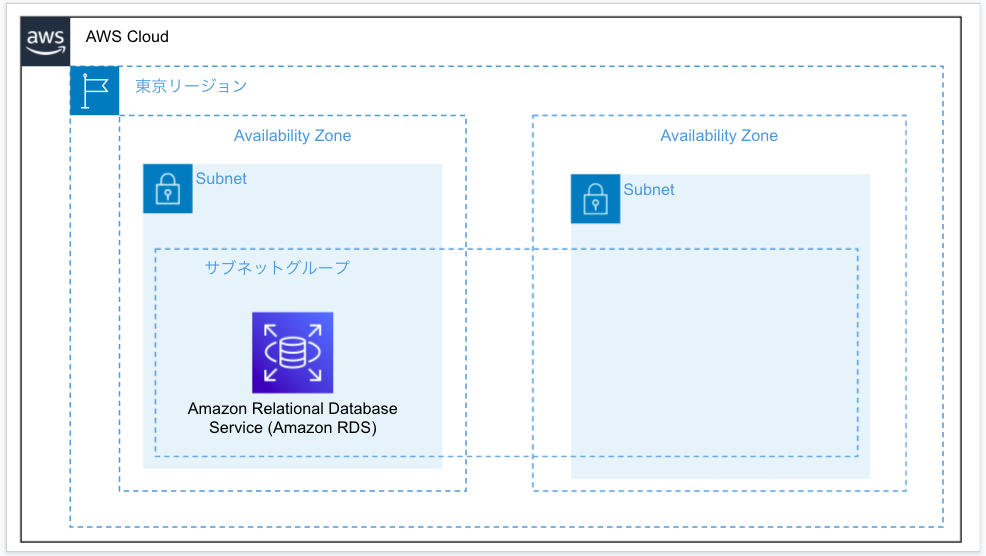 aws
AWS Cloud
東京リージョン
Availability Zone
Availability Zone
Subnet
Subnet
サブネットグループ
Amazon Relational Database
Service (Amazon RDS)